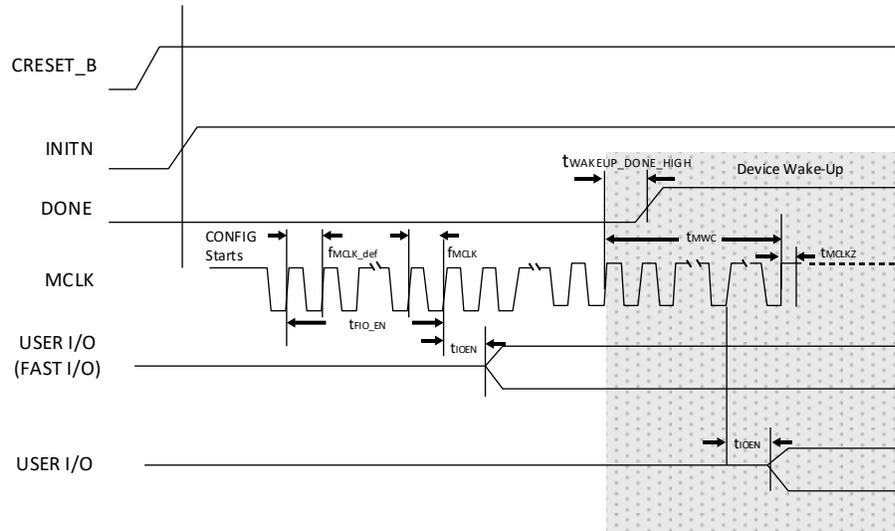 CRESET_B
INITN
tWAKEUP_DONE_HIGH
Device Wake-Up
DONE
CONFIG
Starts
fMCLK_def
fMCLK
tMWC
tMCLKZ
MCLK
tFIO_EN
USER I/O
(FAST I/O)
tIOEN
tIOEN
USER I/O